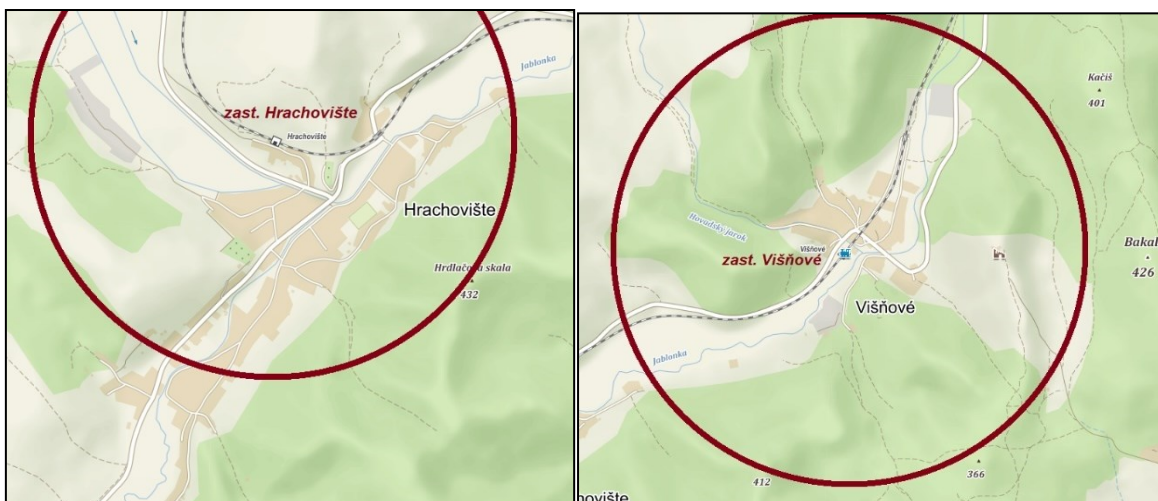 Jablonka
zast. Hrachovište
Hrachovište
Hrachovište
Hrdlačova skala
432
Kačiš
401
Hovadský jarok
Višňové
zast. Višňové
Bakal
426
Višňové
Jablonka
366
412
hovište